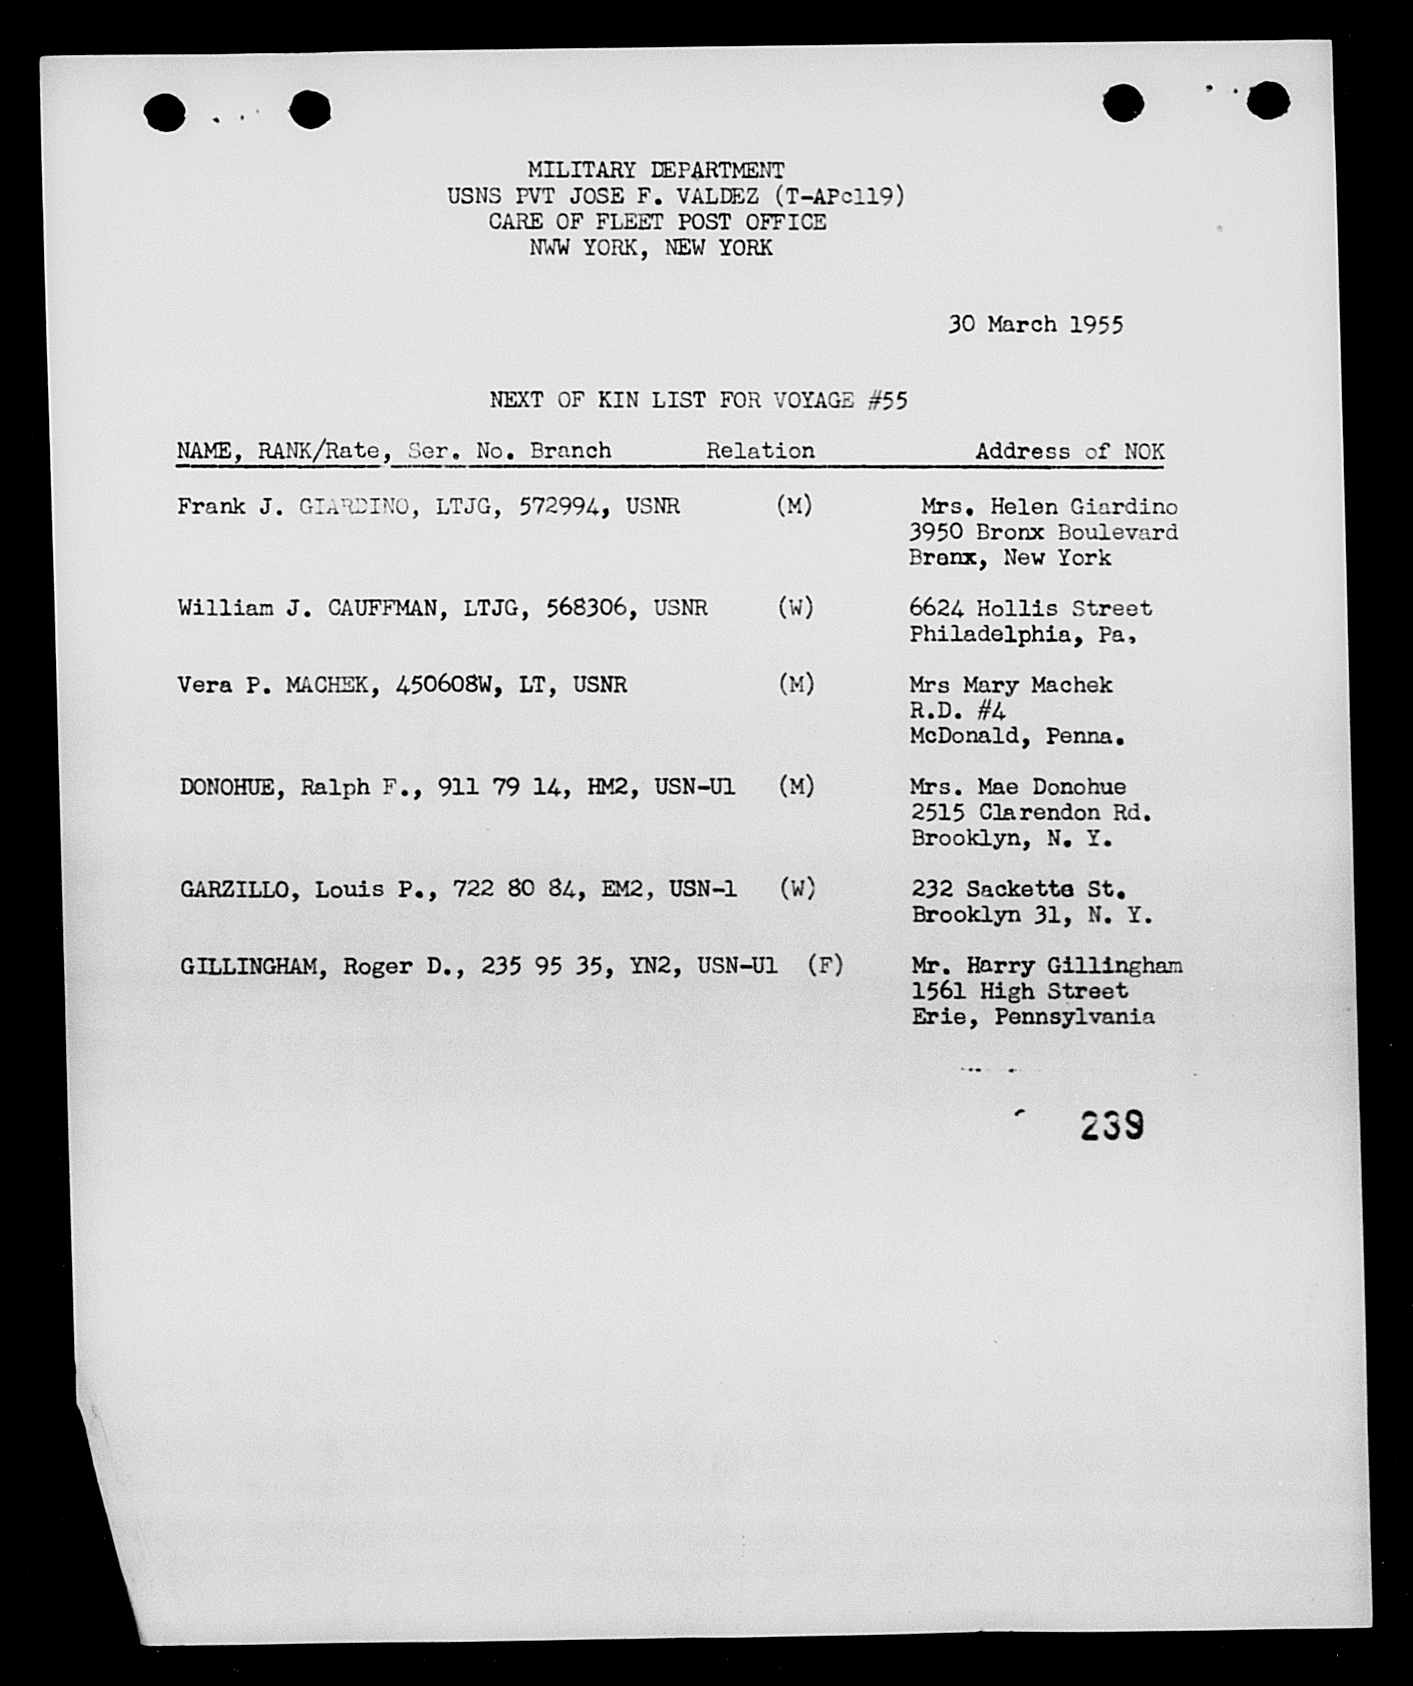 MILITARY DEPARTMENT
USNS PVT JOSE F. VALDEZ (T-APc119)
CARE OF FLEET POST OFFICE
NWW YORK, NEW YORK
30 March 1955
NEXT OF KIN LIST FOR VOYAGE #55
NAME, RANK/Rate, Ser. No. Branch Relation Address of NOK
Frank J. GIARDINO, LTJG, 572994, USNR (M) Mrs. Helen Giardino
3950 Bronx Boulevard
Bronx, New York
William J. CAUFFMAN, LTJG, 568306, USNR (W) 6624 Hollis Street
Philadelphia, Pa.
Vera P. MACHEK, 450608W, LT, USNR (M) Mrs Mary Machek
R.D. #4
McDonald, Penna.
DONOHUE, Ralph F., 911 79 14, HM2, USN-U1 (M) Mrs. Mae Donohue
2515 Clarendon Rd.
Brooklyn, N. Y.
GARZILLO, Louis P., 722 80 84, EM2, USN-1 (W) 232 Sackette St.
Brooklyn 31, N. Y.
GILLINGHAM, Roger D., 235 95 35, YN2, USN-U1 (F) Mr. Harry Gillingham
1561 High Street
Erie, Pennsylvania
239